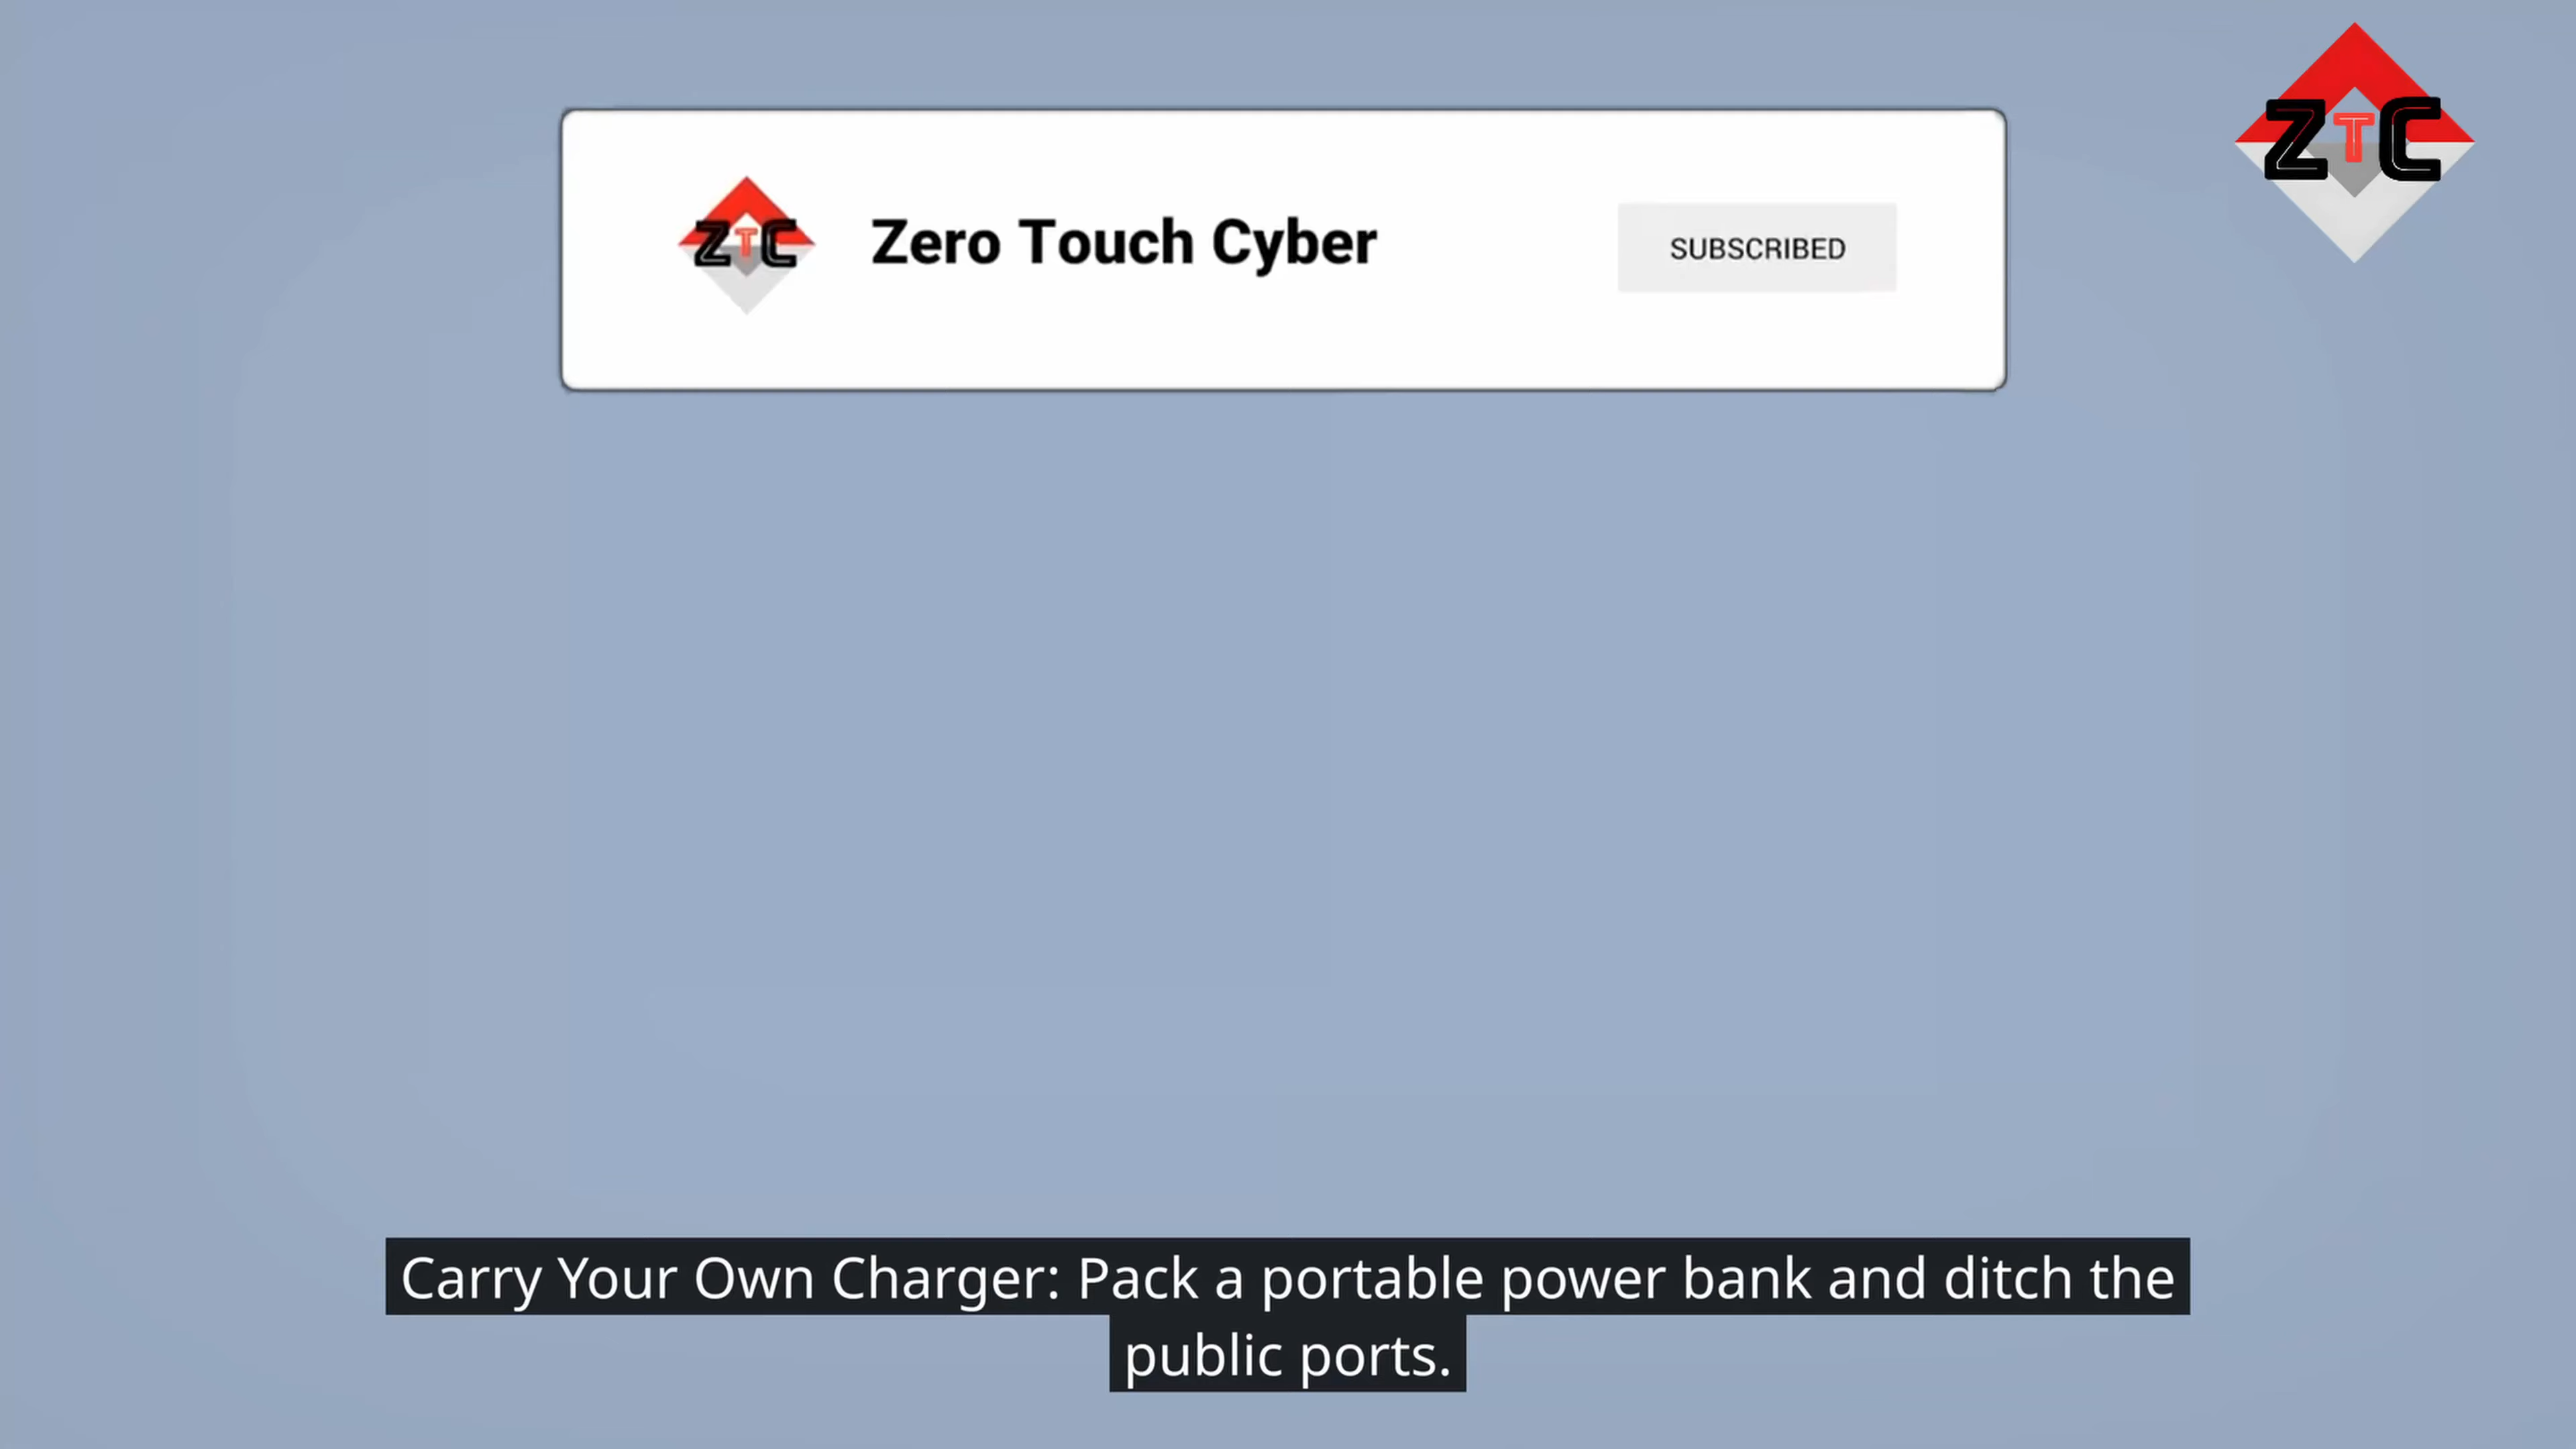 ZTC
ZTC
Zero Touch Cyber
SUBSCRIBED
Carry Your Own Charger: Pack a portable power bank and ditch the
public ports.